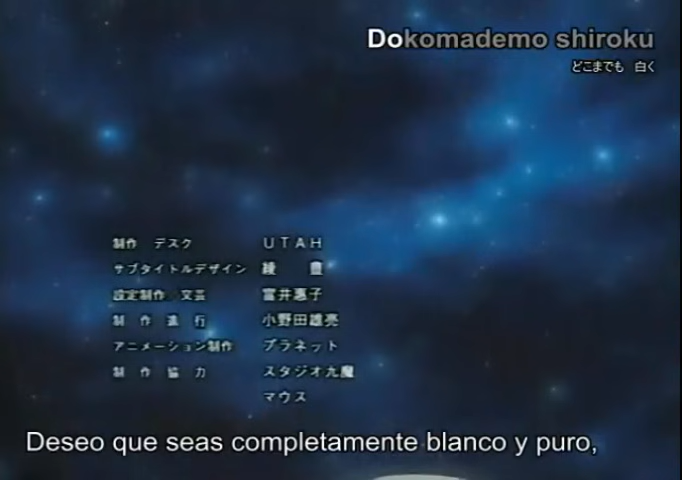 Dokomademo shiroku
どこまでも 白く
制作 デスク UTAH
サブタイトルデザイン 綾 豊
設定制作 文芸 富井惠子
制作進行 小野田雄亮
アニメーション制作 プラネット
制作協力 スタジオ九魔
マウス
Deseo que seas completamente blanco y puro,